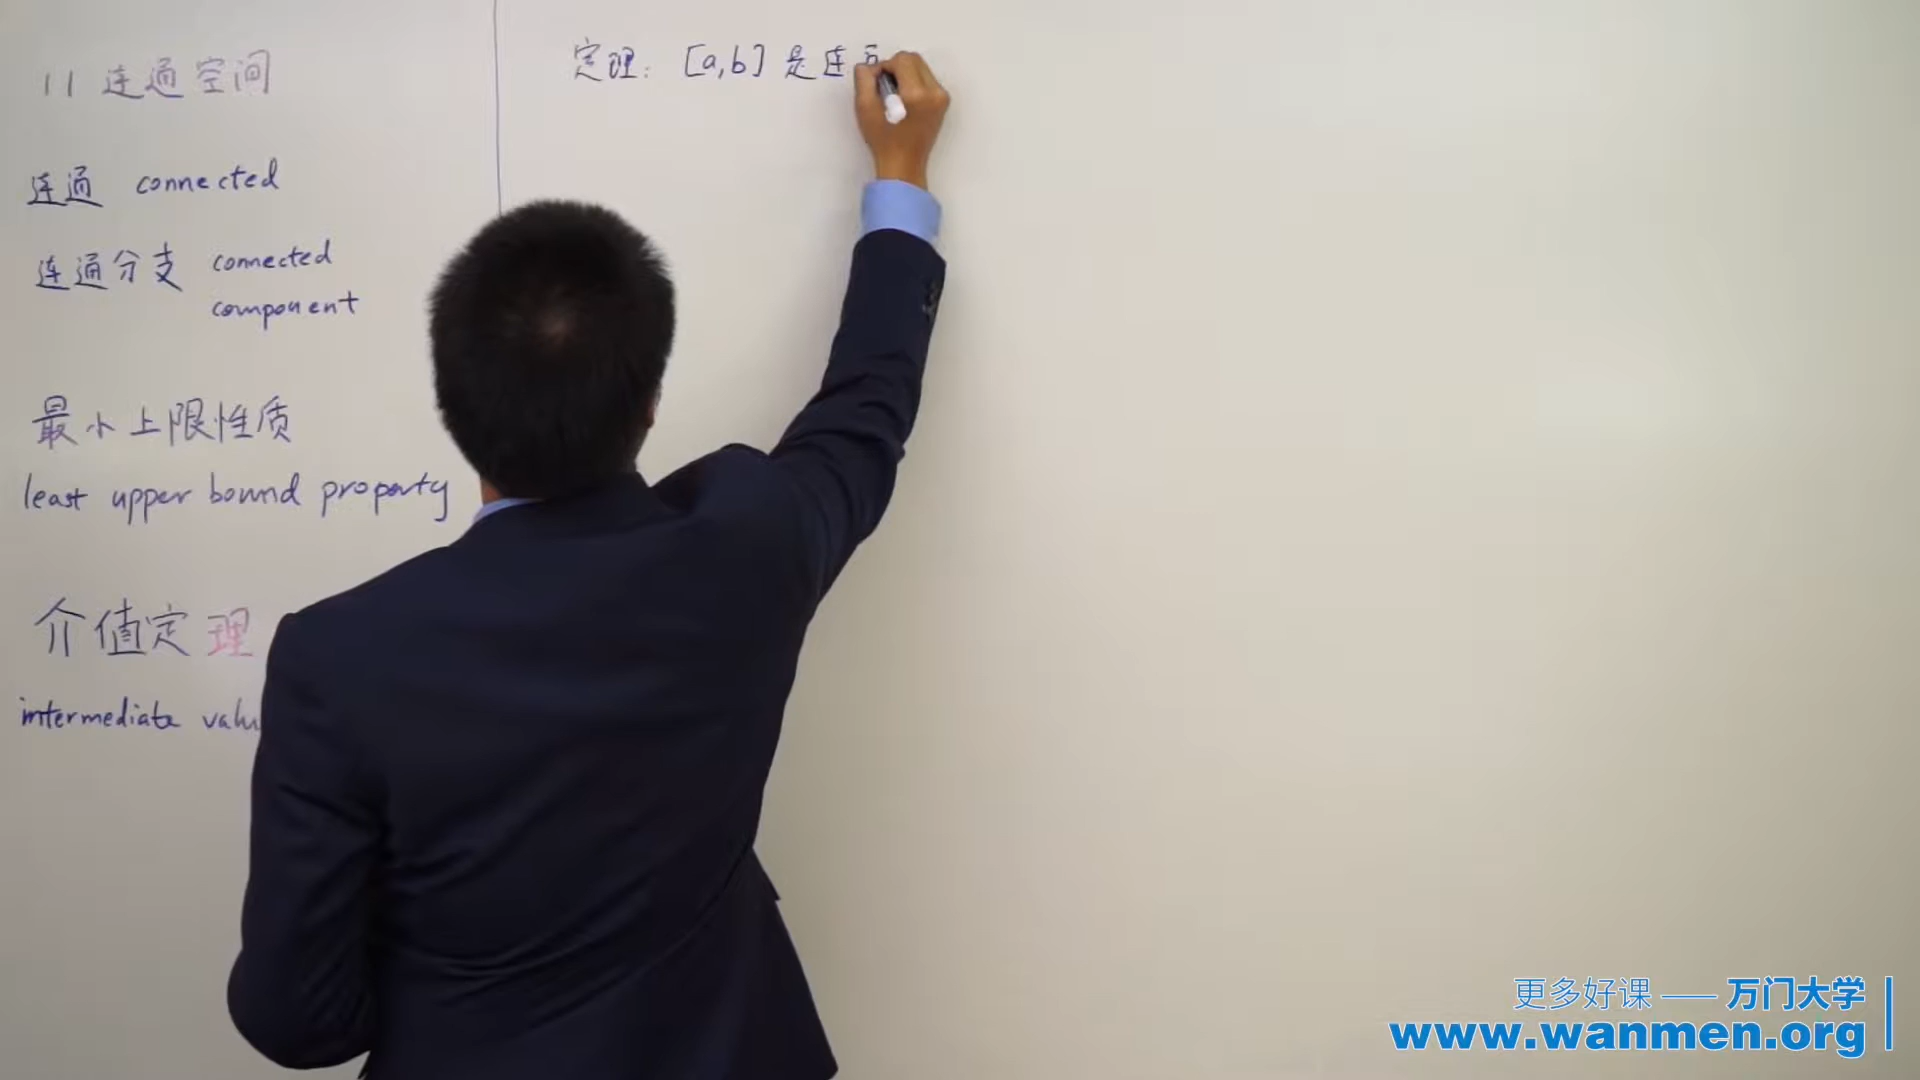 11 连通空间
连通 connected
连通分支 connected
component
最小上限性质
least upper bound property
介值定理
intermediate valu
定理: [a,b] 是连
更多好课 —— 万门大学
www.wanmen.org